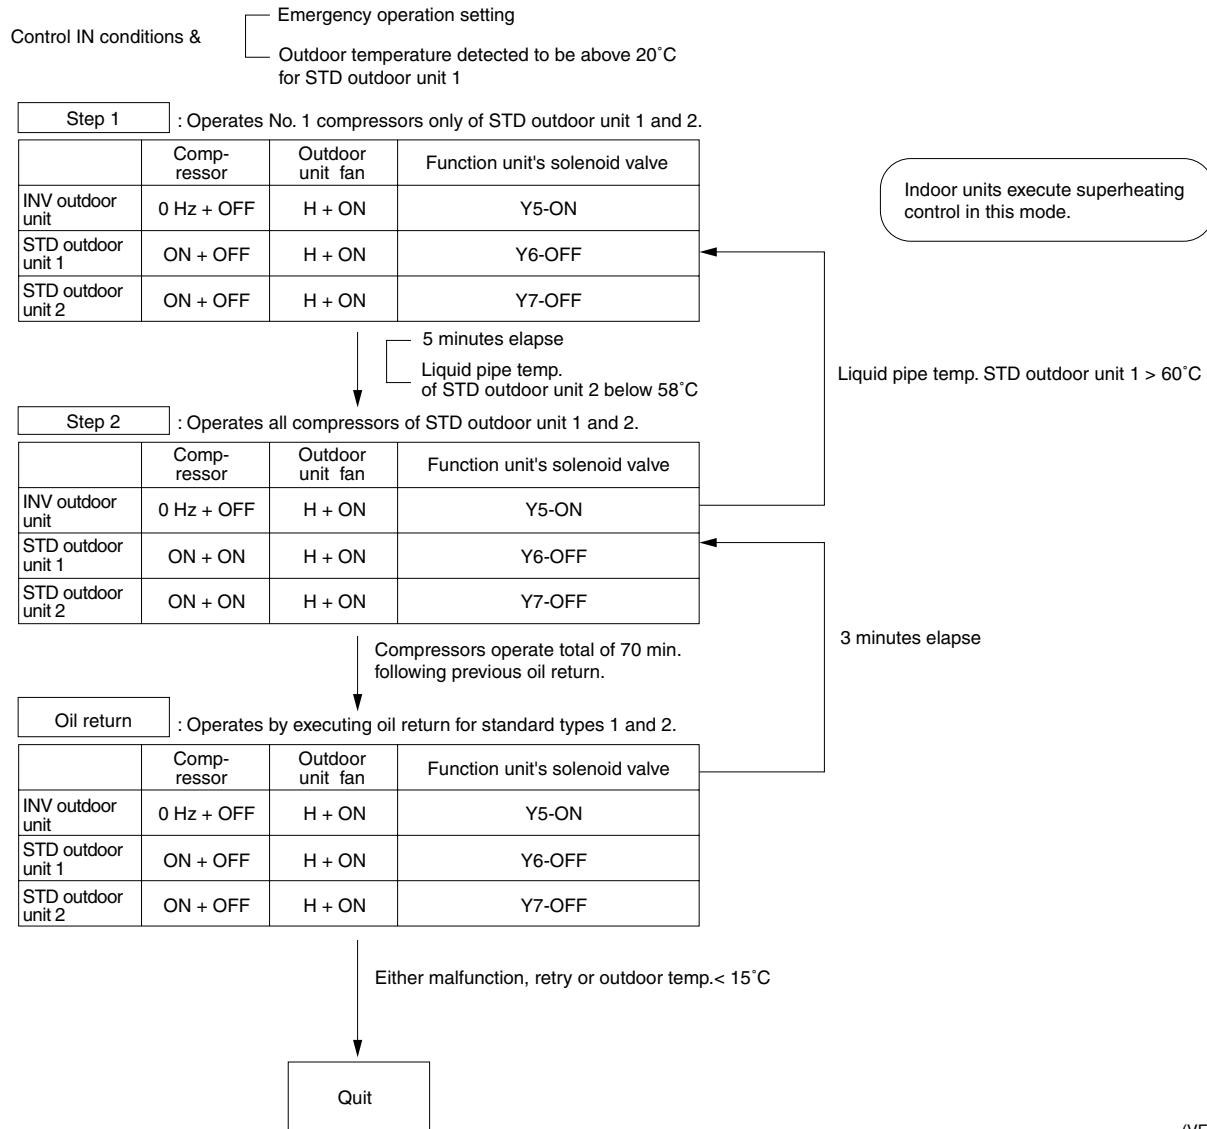 Control IN conditions &
Emergency operation setting
Outdoor temperature detected to be above 20˚C
for STD outdoor unit 1
Step 1
: Operates No. 1 compressors only of STD outdoor unit 1 and 2.
Comp-
ressor
Outdoor
unit fan
Function unit's solenoid valve
INV outdoor
unit
0 Hz + OFF
H + ON
Y5-ON
STD outdoor
unit 1
ON + OFF
H + ON
Y6-OFF
STD outdoor
unit 2
ON + OFF
H + ON
Y7-OFF
Indoor units execute superheating
control in this mode.
5 minutes elapse
Liquid pipe temp.
of STD outdoor unit 2 below 58˚C
Liquid pipe temp. STD outdoor unit 1 > 60˚C
Step 2
: Operates all compressors of STD outdoor unit 1 and 2.
Comp-
ressor
Outdoor
unit fan
Function unit's solenoid valve
INV outdoor
unit
0 Hz + OFF
H + ON
Y5-ON
STD outdoor
unit 1
ON + ON
H + ON
Y6-OFF
STD outdoor
unit 2
ON + ON
H + ON
Y7-OFF
3 minutes elapse
Compressors operate total of 70 min.
following previous oil return.
Oil return
: Operates by executing oil return for standard types 1 and 2.
Comp-
ressor
Outdoor
unit fan
Function unit's solenoid valve
INV outdoor
unit
0 Hz + OFF
H + ON
Y5-ON
STD outdoor
unit 1
ON + OFF
H + ON
Y6-OFF
STD outdoor
unit 2
ON + OFF
H + ON
Y7-OFF
Either malfunction, retry or outdoor temp.< 15˚C
Quit